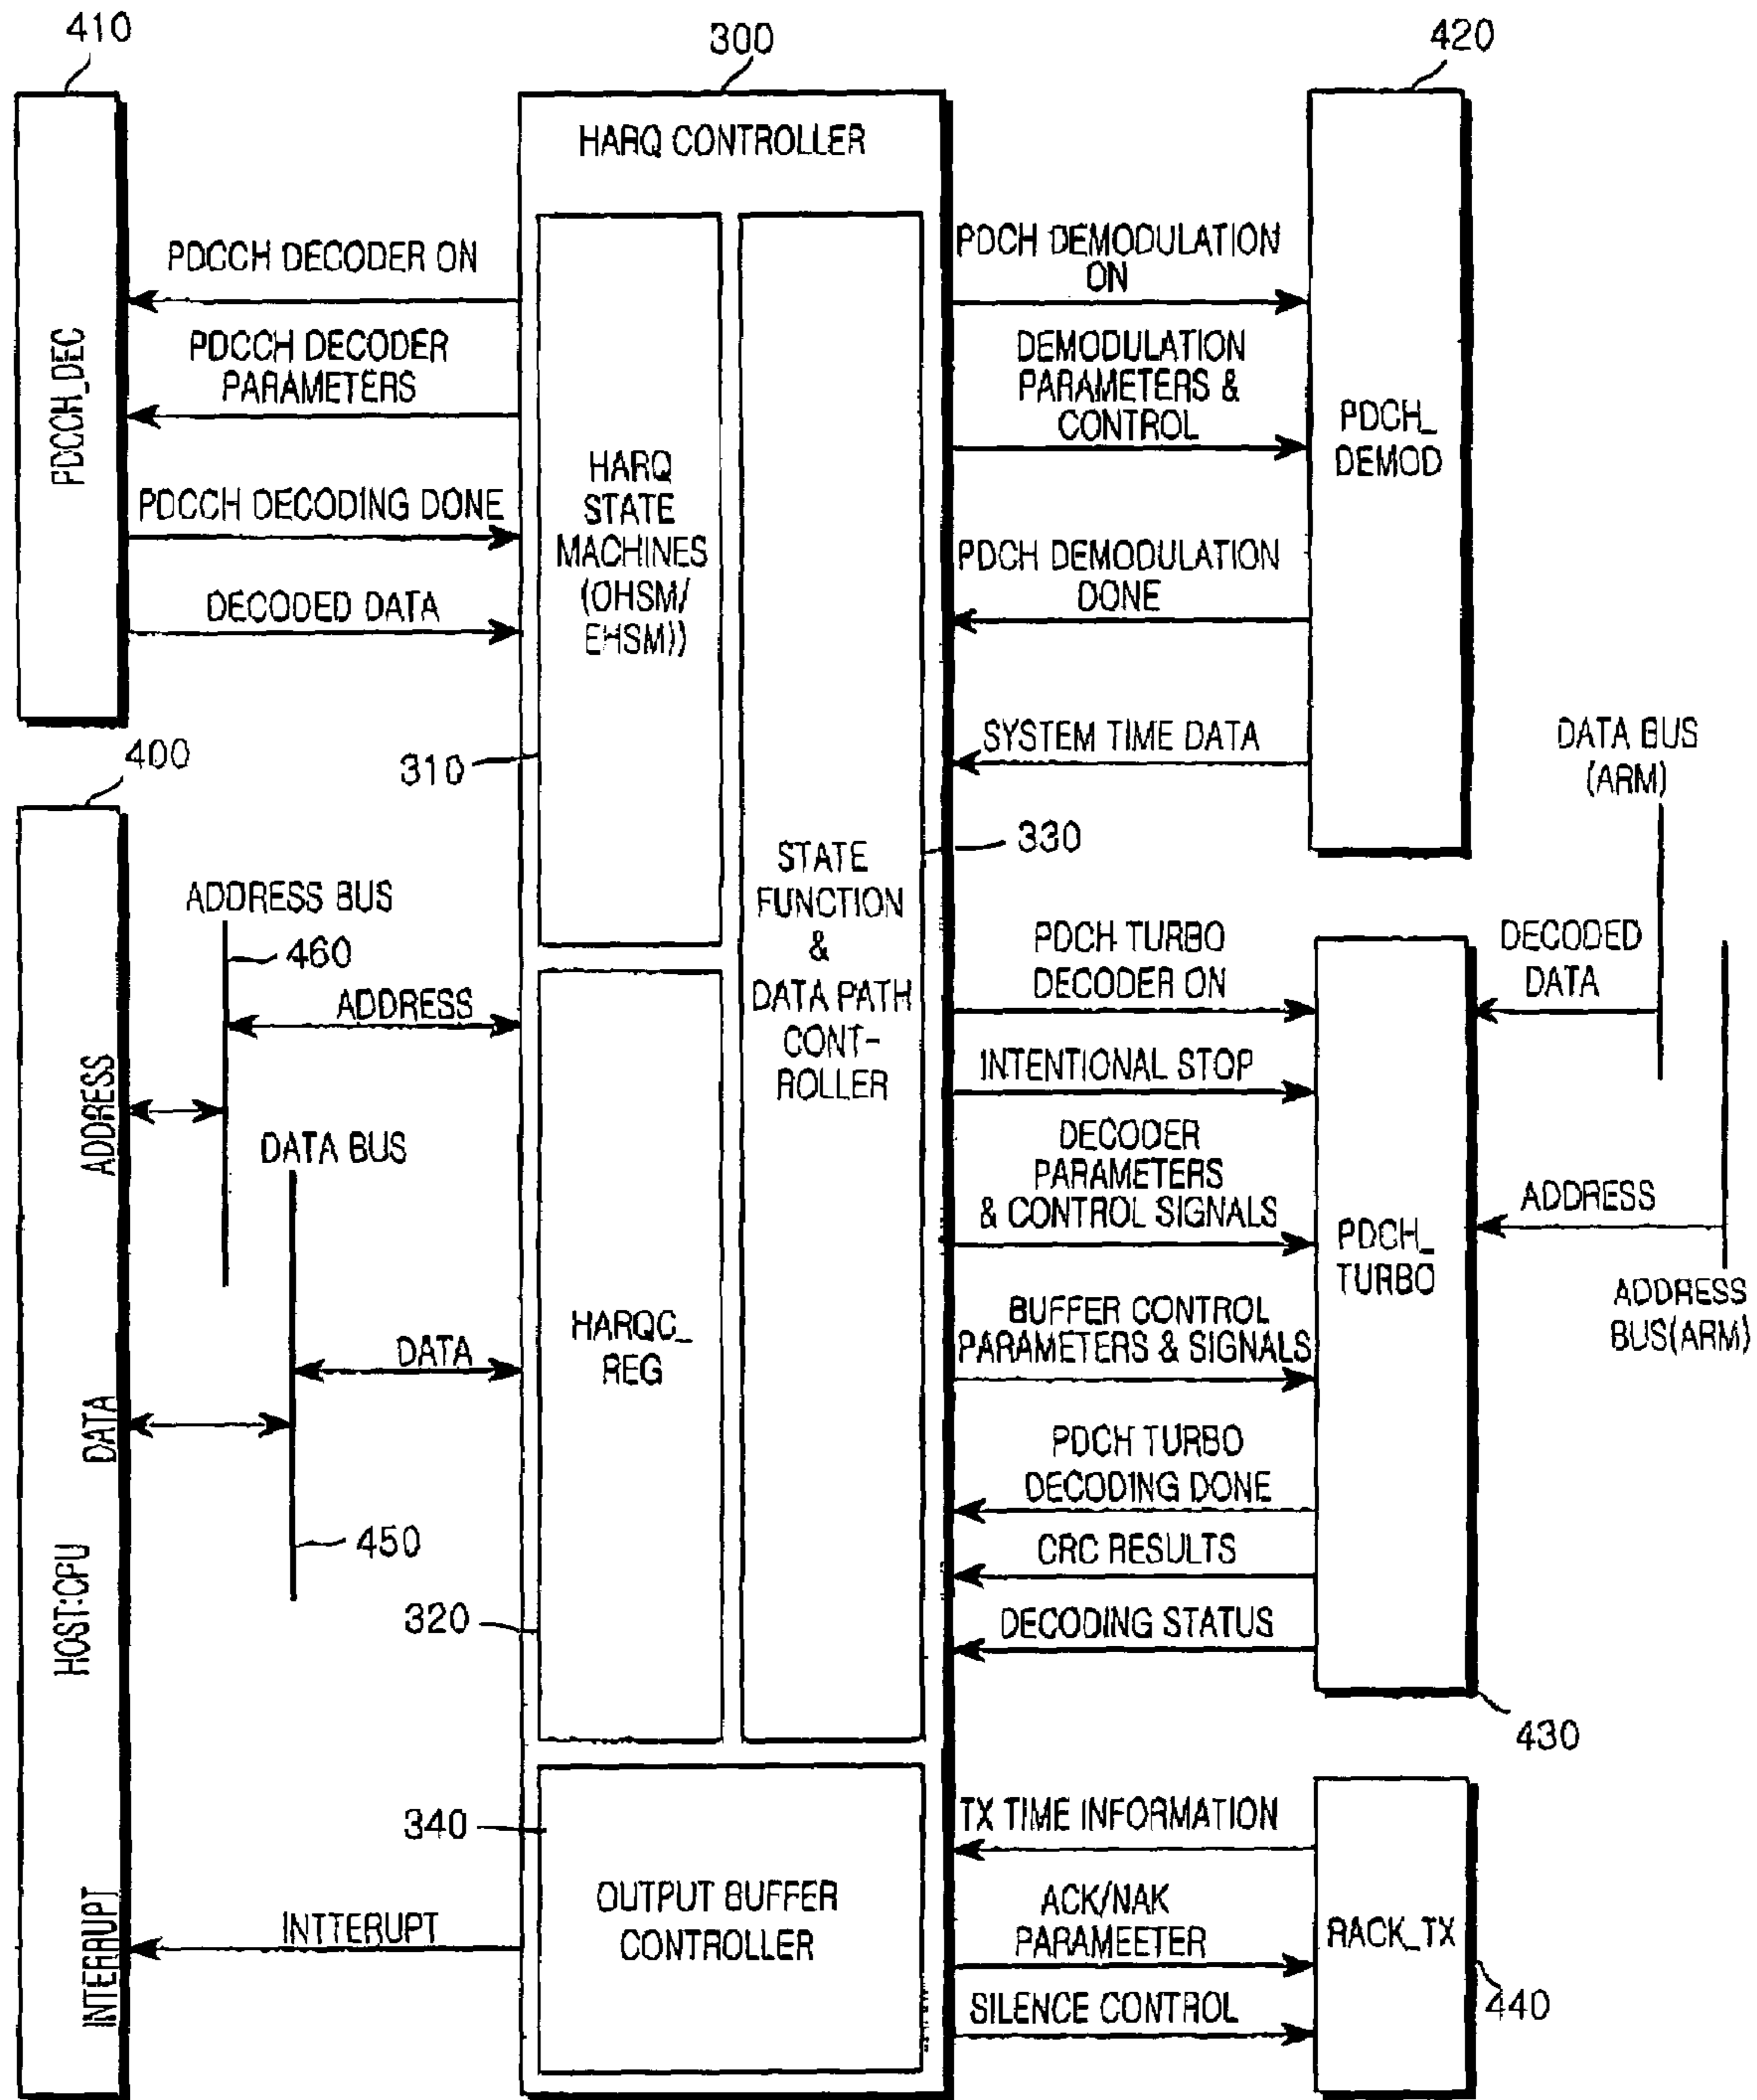 410
300
420
HARQ CONTROLLER
PDCCH_DEC
PDCCH DECODER ON
PDCCH DECODER
PARAMETERS
PDCCH DECODING DONE
DECODED DATA
HARQ
STATE
MACHINES
(OHSM/
EHSM))
310
STATE
FUNCTION
&
DATA PATH
CONT-
ROLLER
330
PDCH DEMODULATION
ON
DEMODULATION
PARAMETERS &
CONTROL
PDCH DEMODULATION
DONE
SYSTEM TIME DATA
PDCH_
DEMOD
DATA BUS
(ARM)
400
HOST:CPU
ADDRESS
DATA
INTERRUPT
ADDRESS BUS
460
ADDRESS
DATA BUS
DATA
450
HARQC_
REG
320
PDCH TURBO
DECODER ON
INTENTIONAL STOP
DECODER
PARAMETERS
& CONTROL SIGNALS
BUFFER CONTROL
PARAMETERS & SIGNALS
PDCH TURBO
DECODING DONE
CRC RESULTS
DECODING STATUS
PDCH_
TURBO
DECODED
DATA
ADDRESS
ADDRESS
BUS(ARM)
430
340
OUTPUT BUFFER
CONTROLLER
INTTERUPT
TX TIME INFORMATION
ACK/NAK
PARAMEETER
SILENCE CONTROL
RACK_TX
440